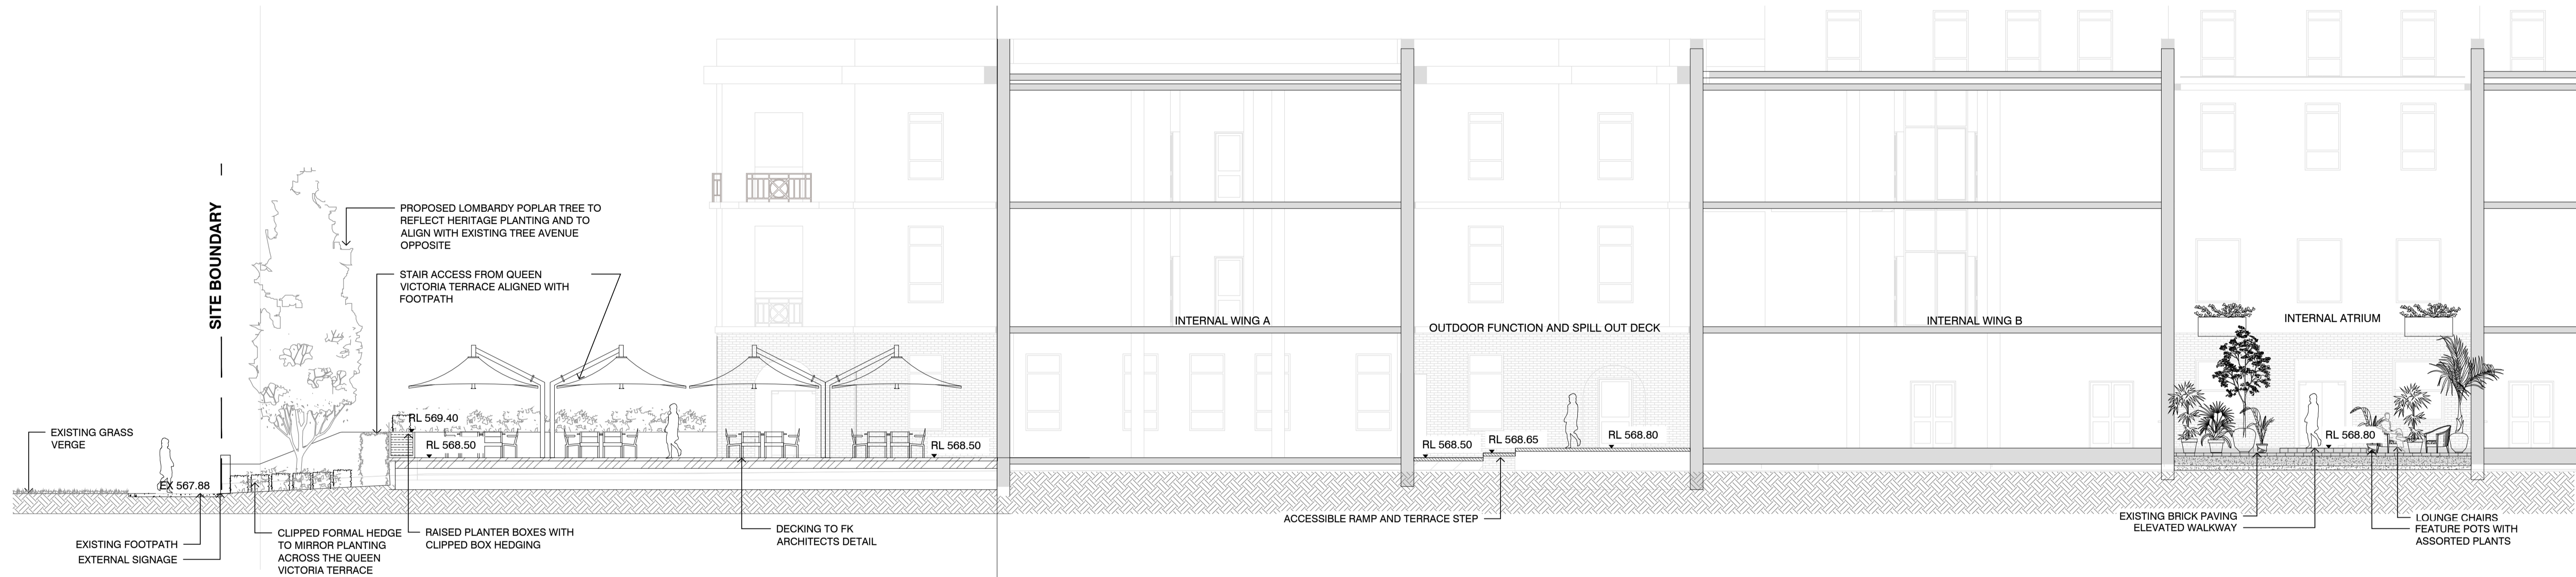 SITE BOUNDARY
PROPOSED LOMBARDY POPLAR TREE TO
REFLECT HERITAGE PLANTING AND TO
ALIGN WITH EXISTING TREE AVENUE
OPPOSITE
STAIR ACCESS FROM QUEEN
VICTORIA TERRACE ALIGNED WITH
FOOTPATH
EXISTING GRASS
VERGE
EX 567.88
RL 569.40
RL 568.50
RL 568.50
EXISTING FOOTPATH
EXTERNAL SIGNAGE
CLIPPED FORMAL HEDGE
TO MIRROR PLANTING
ACROSS THE QUEEN
VICTORIA TERRACE
RAISED PLANTER BOXES WITH
CLIPPED BOX HEDGING
DECKING TO FK
ARCHITECTS DETAIL
INTERNAL WING A
OUTDOOR FUNCTION AND SPILL OUT DECK
RL 568.50
RL 568.65
RL 568.80
ACCESSIBLE RAMP AND TERRACE STEP
INTERNAL WING B
INTERNAL ATRIUM
RL 568.80
EXISTING BRICK PAVING
ELEVATED WALKWAY
LOUNGE CHAIRS
FEATURE POTS WITH
ASSORTED PLANTS